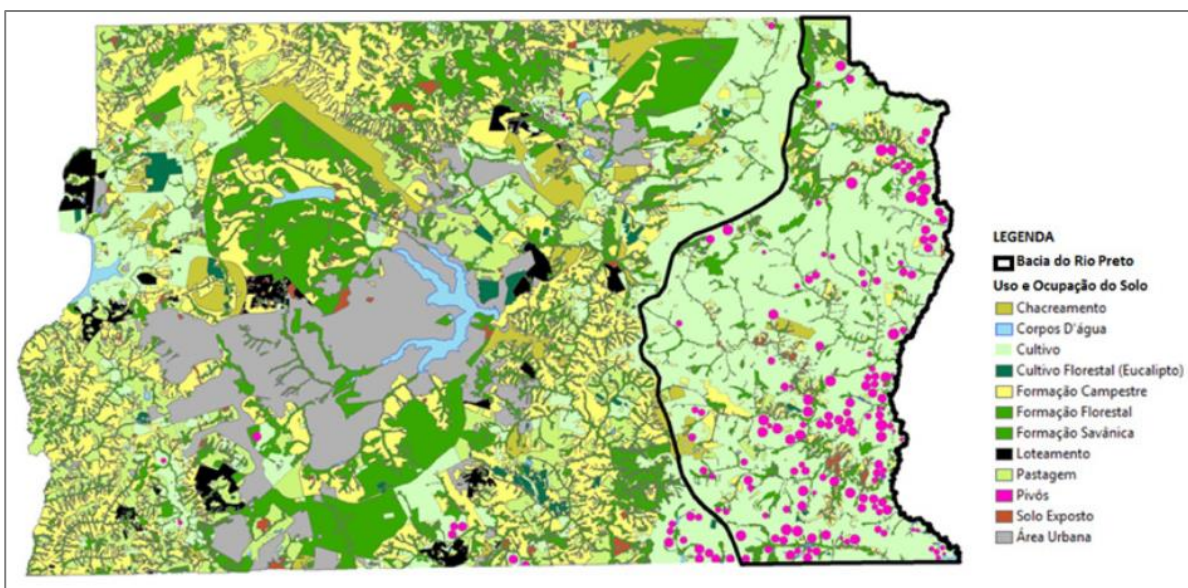 LEGENDA
Bacia do Rio Preto
Uso e Ocupação do Solo
Chacreamento
Corpos D'água
Cultivo
Cultivo Florestal (Eucalipto)
Formação Campestre
Formação Florestal
Formação Savânica
Loteamento
Pastagem
Pivôs
Solo Exposto
Área Urbana